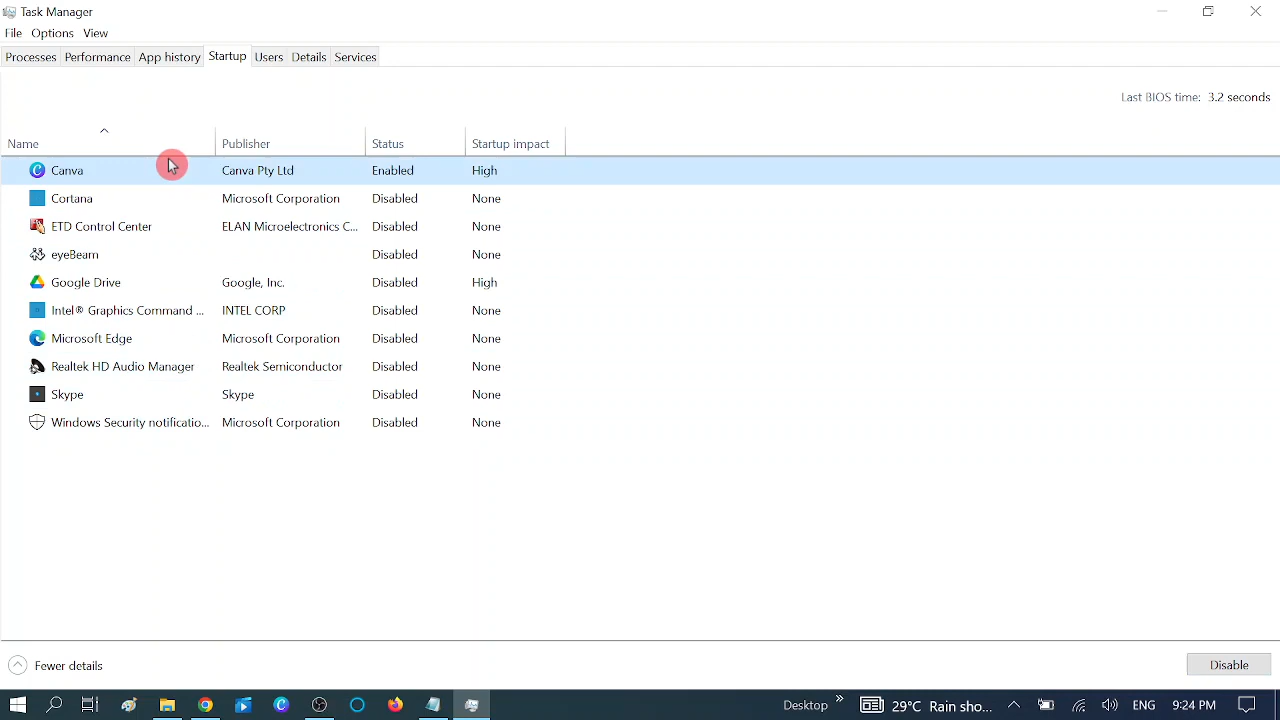 Task Manager
File Options View
Processes Performance App history Startup Users Details Services
Last BIOS time: 3.2 seconds
Name Publisher Status Startup impact
Canva Canva Pty Ltd Enabled High
Cortana Microsoft Corporation Disabled None
ETD Control Center ELAN Microelectronics C... Disabled None
eyeBeam Disabled None
Google Drive Google, Inc. Disabled High
Intel® Graphics Command ... INTEL CORP Disabled None
Microsoft Edge Microsoft Corporation Disabled None
Realtek HD Audio Manager Realtek Semiconductor Disabled None
Skype Skype Disabled None
Windows Security notificatio... Microsoft Corporation Disabled None
Fewer details Disable
Desktop » 29°C Rain sho... ENG 9:24 PM